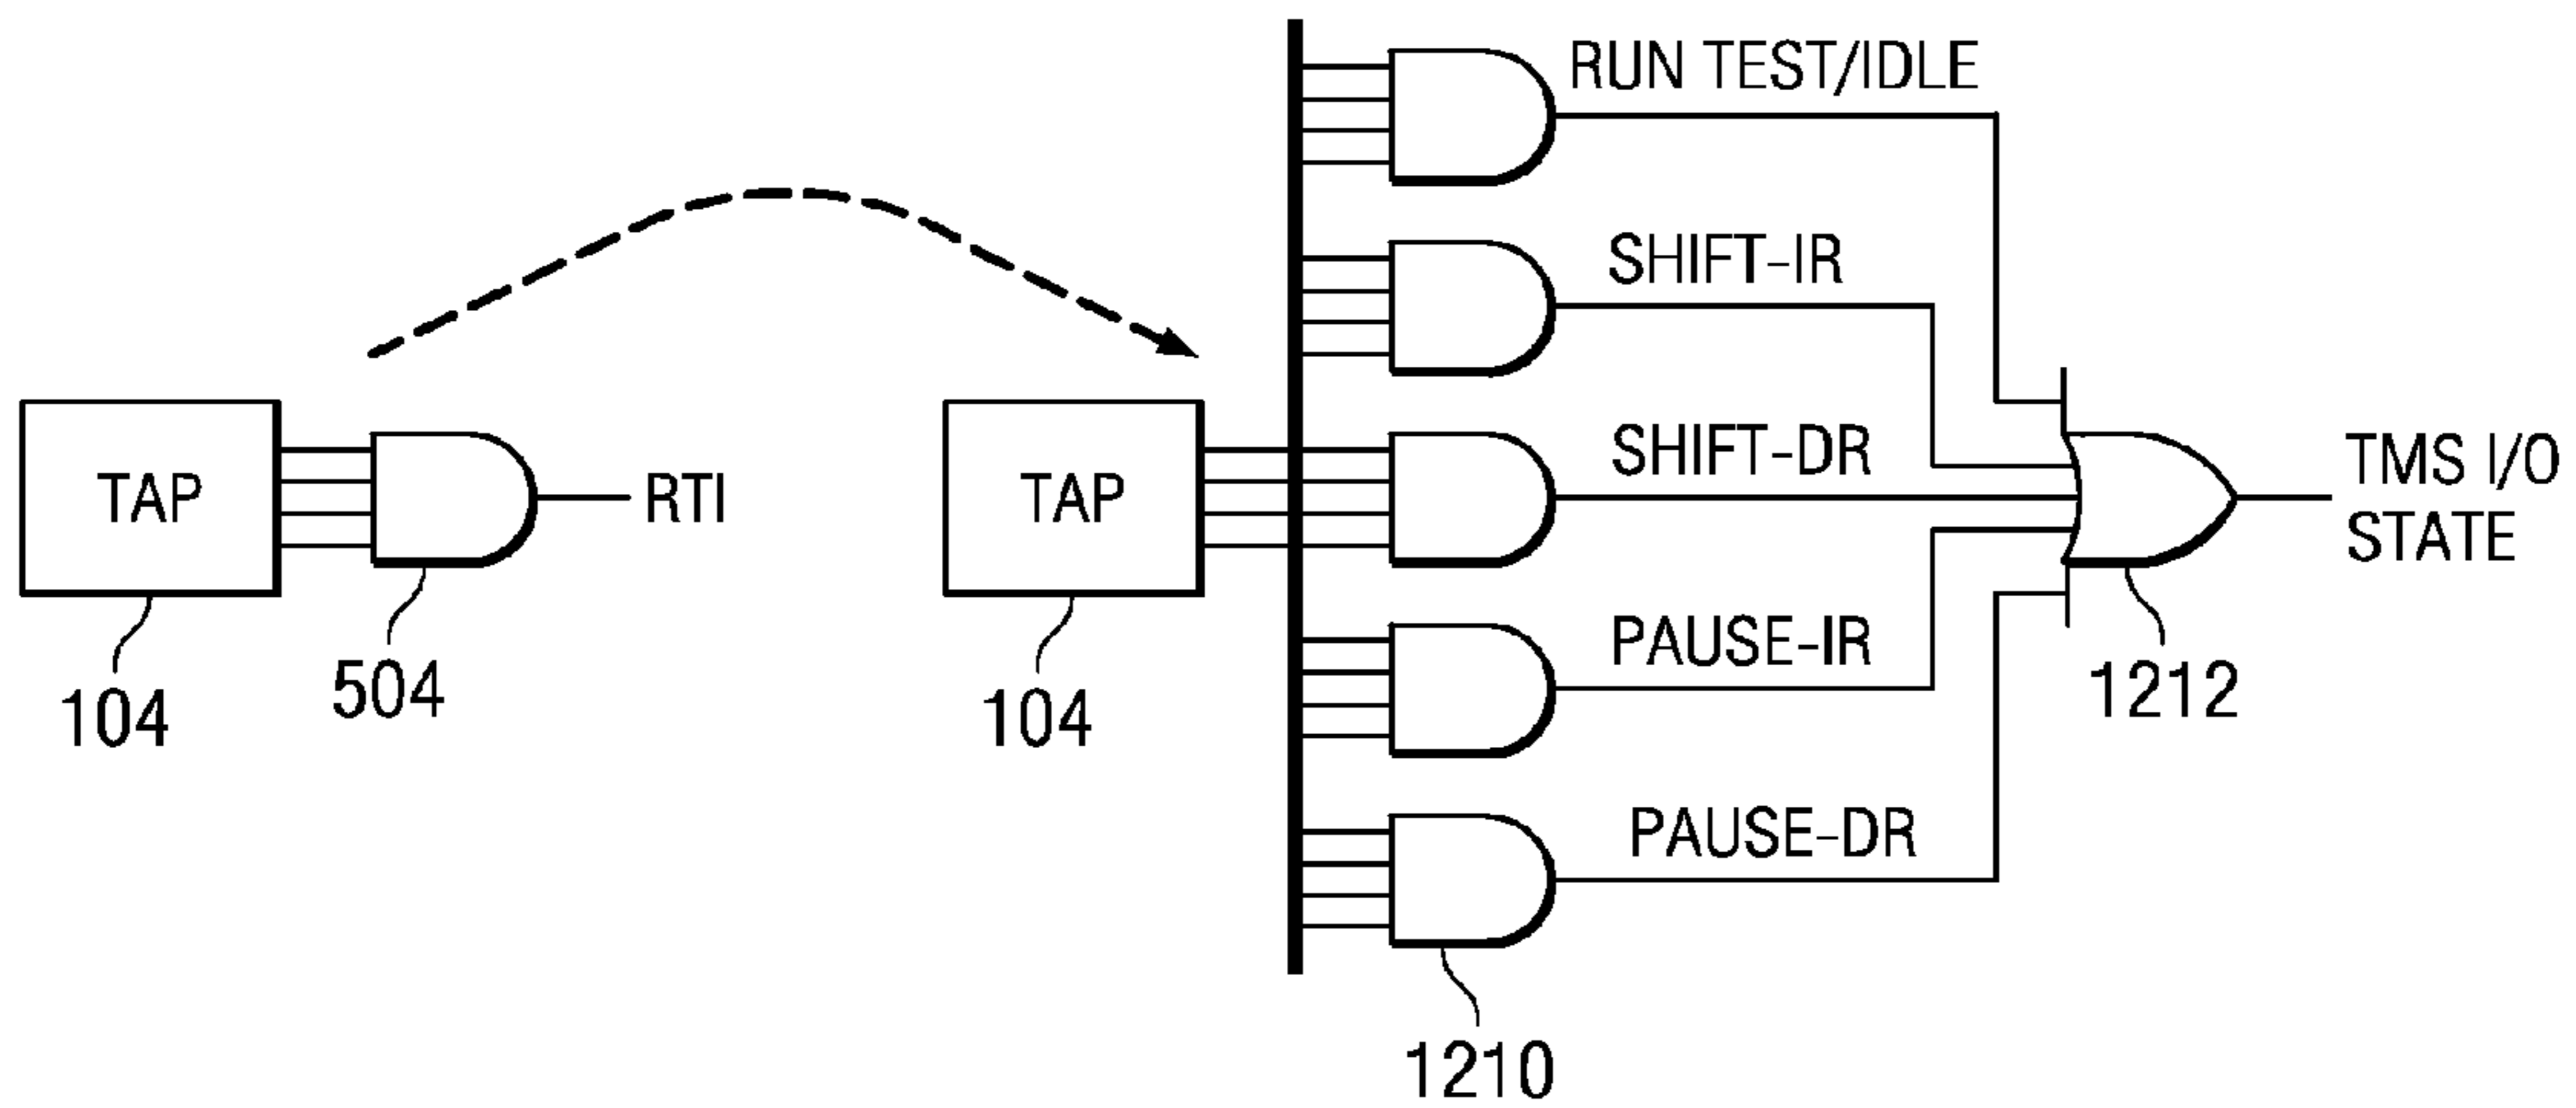 RUN TEST/IDLE
SHIFT-IR
SHIFT-DR
TMS I/O
STATE
TAP
RTI
TAP
104
504
104
PAUSE-IR
1212
PAUSE-DR
1210